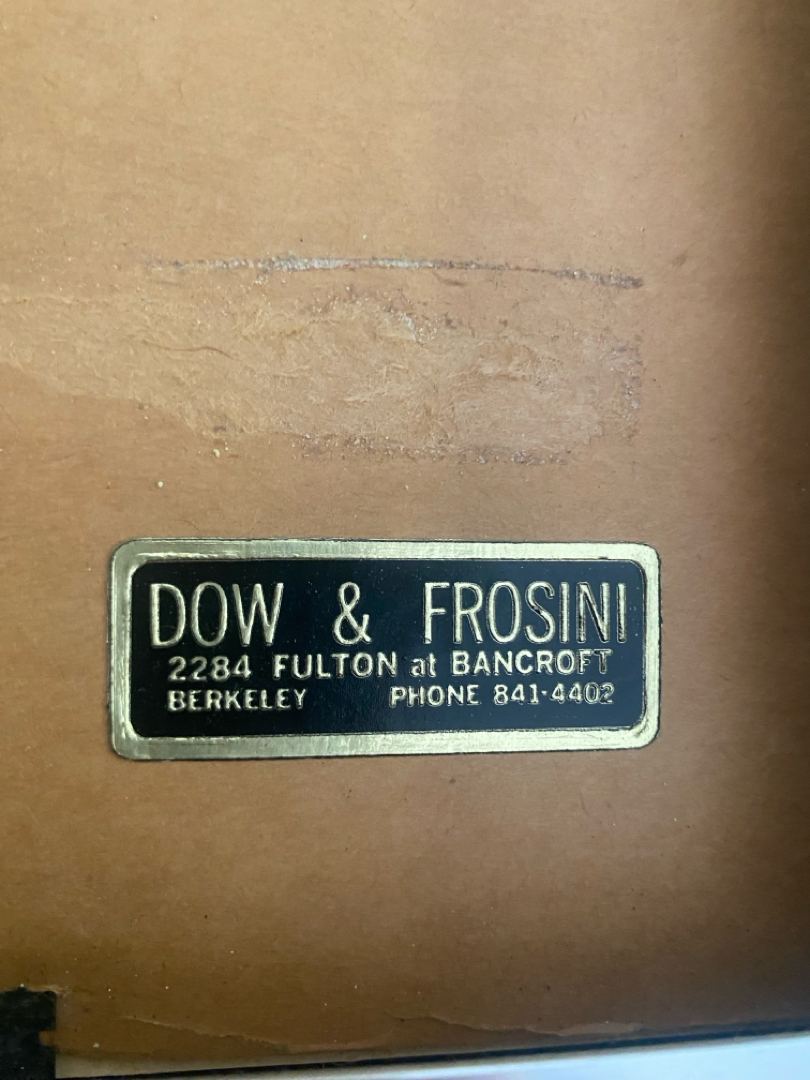 DOW & FROSINI
2284 FULTON at BANCROFT
BERKELEY PHONE 841-4402